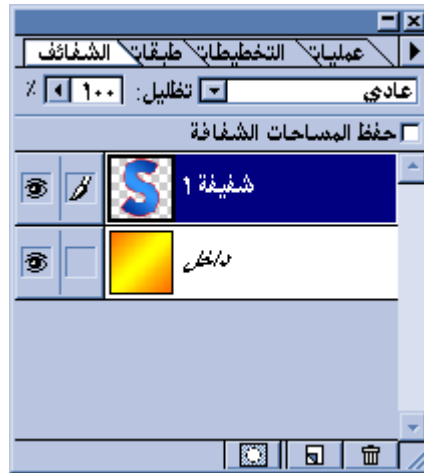 الشفائف طبقات التخطيطات عمليات
عادي تظليل: ١٠٠ ٪
حفظ المساحات الشفافة
شفيفة ١
داخلي